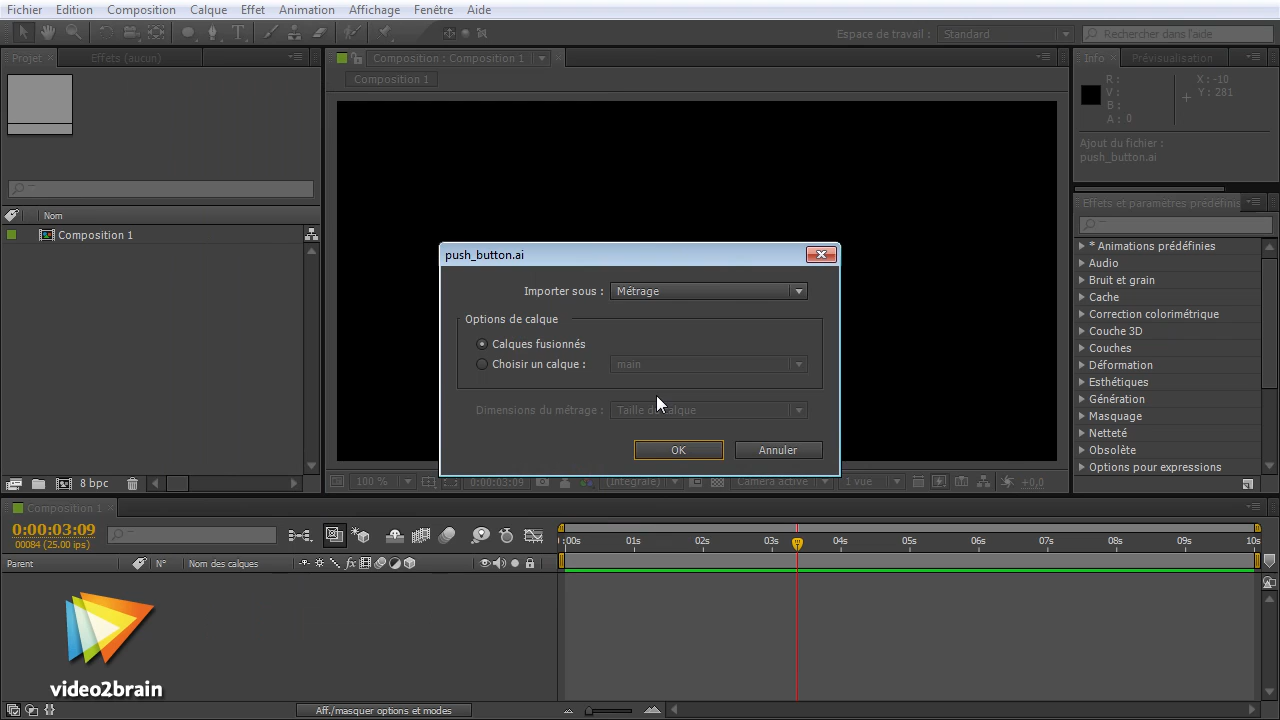 Fichier Edition Composition Calque Effet Animation Affichage Fenêtre Aide
Espace de travail : Standard Rechercher dans l'aide
Projet Effets (aucun) Composition : Composition 1 Info Prévisualisation
Composition 1
R :
V :
B :
A : 0
X : -10
Y : 281
Ajout du fichier :
push_button.ai
Effets et paramètres prédéfinis
Nom
Composition 1
* Animations prédéfinies
Audio
Bruit et grain
Cache
Correction colorimétrique
Couche 3D
Couches
Déformation
Esthétiques
Génération
Masquage
Netteté
Obsolète
Options pour expressions
push_button.ai
Importer sous : Métrage
Options de calque
Calques fusionnés
Choisir un calque : main
Dimensions du métrage : Taille du calque
OK Annuler
8 bpc 100 % 0:00:03:09 (Intégrale) Caméra active 1 vue +0,0
Composition 1
0:00:03:09
00084 (25.00 ips)
:00s 01s 02s 03s 04s 05s 06s 07s 08s 09s 10s
Parent N° Nom des calques fx
video2brain
Aff./masquer options et modes